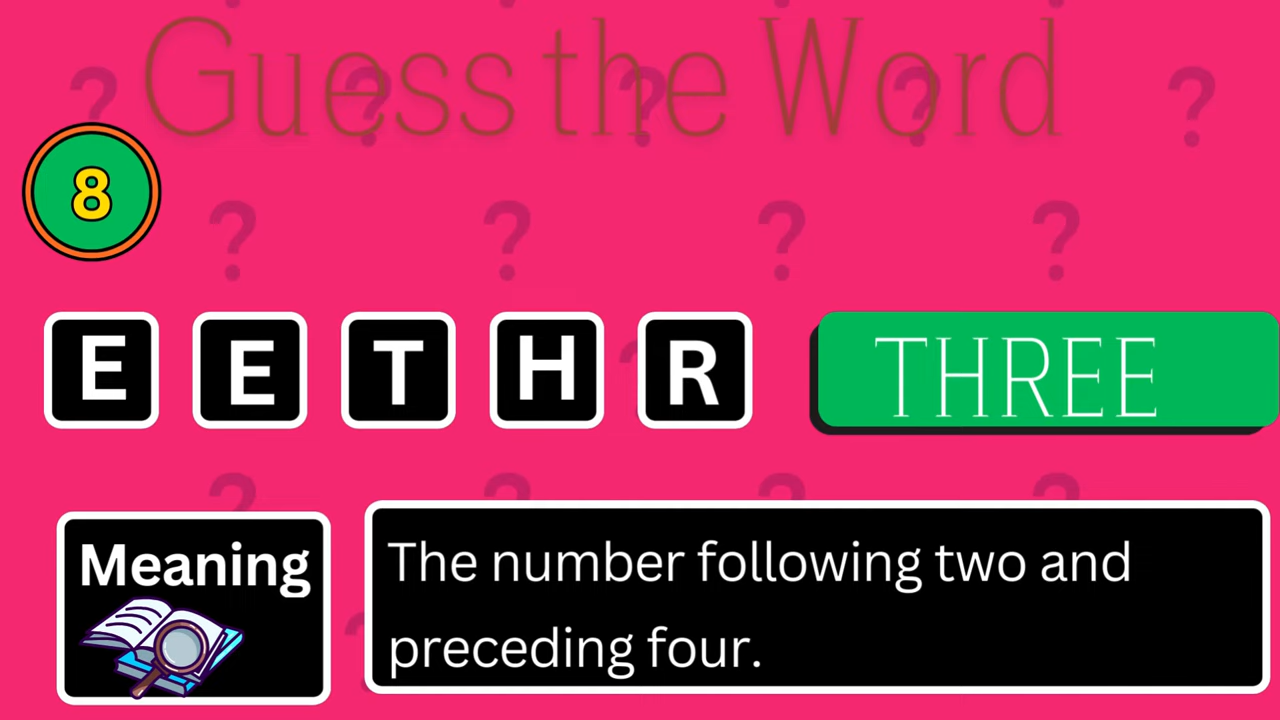 Guess the Word
8
E E T H R
THREE
Meaning
The number following two and
preceding four.